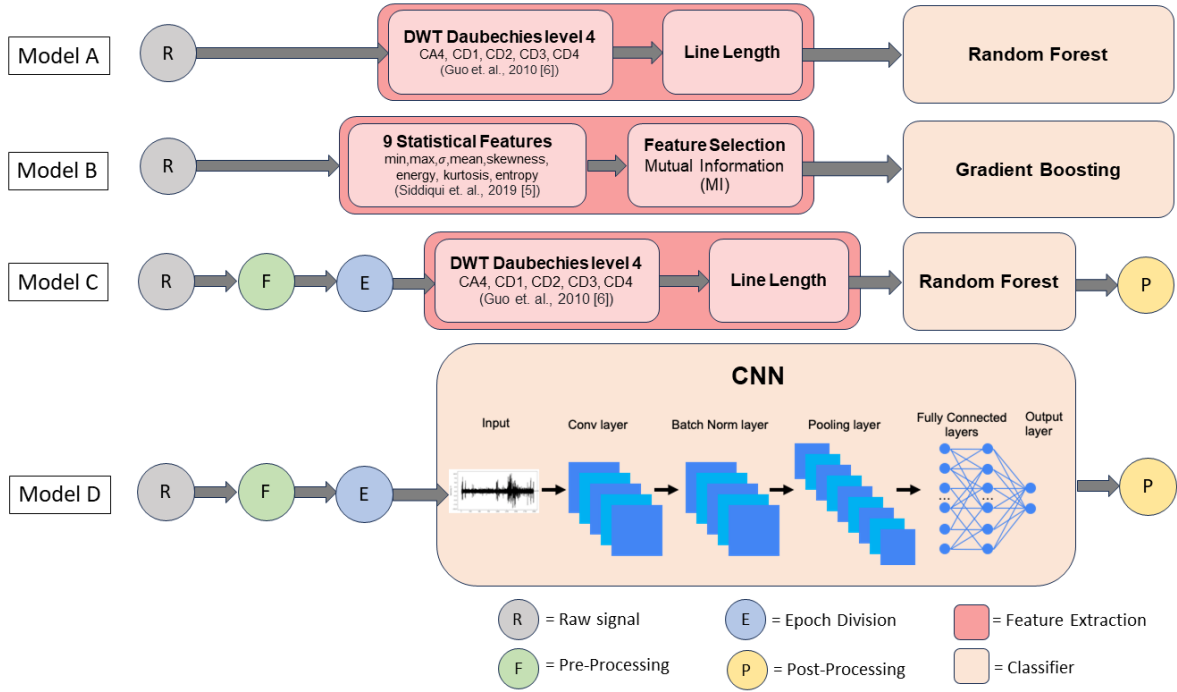 Model A
R
DWT Daubechies level 4
CA4, CD1, CD2, CD3, CD4
(Guo et. al., 2010 [6])
Line Length
Random Forest
Model B
R
9 Statistical Features
min,max,σ,mean,skewness,
energy, kurtosis, entropy
(Siddiqui et. al., 2019 [5])
Feature Selection
Mutual Information
(MI)
Gradient Boosting
Model C
R
F
E
DWT Daubechies level 4
CA4, CD1, CD2, CD3, CD4
(Guo et. al., 2010 [6])
Line Length
Random Forest
P
Model D
R
F
E
CNN
Input
Conv layer
Batch Norm layer
Pooling layer
Fully Connected
layers
Output
layer
...
...
P
R = Raw signal
E = Epoch Division
= Feature Extraction
F = Pre-Processing
P = Post-Processing
= Classifier